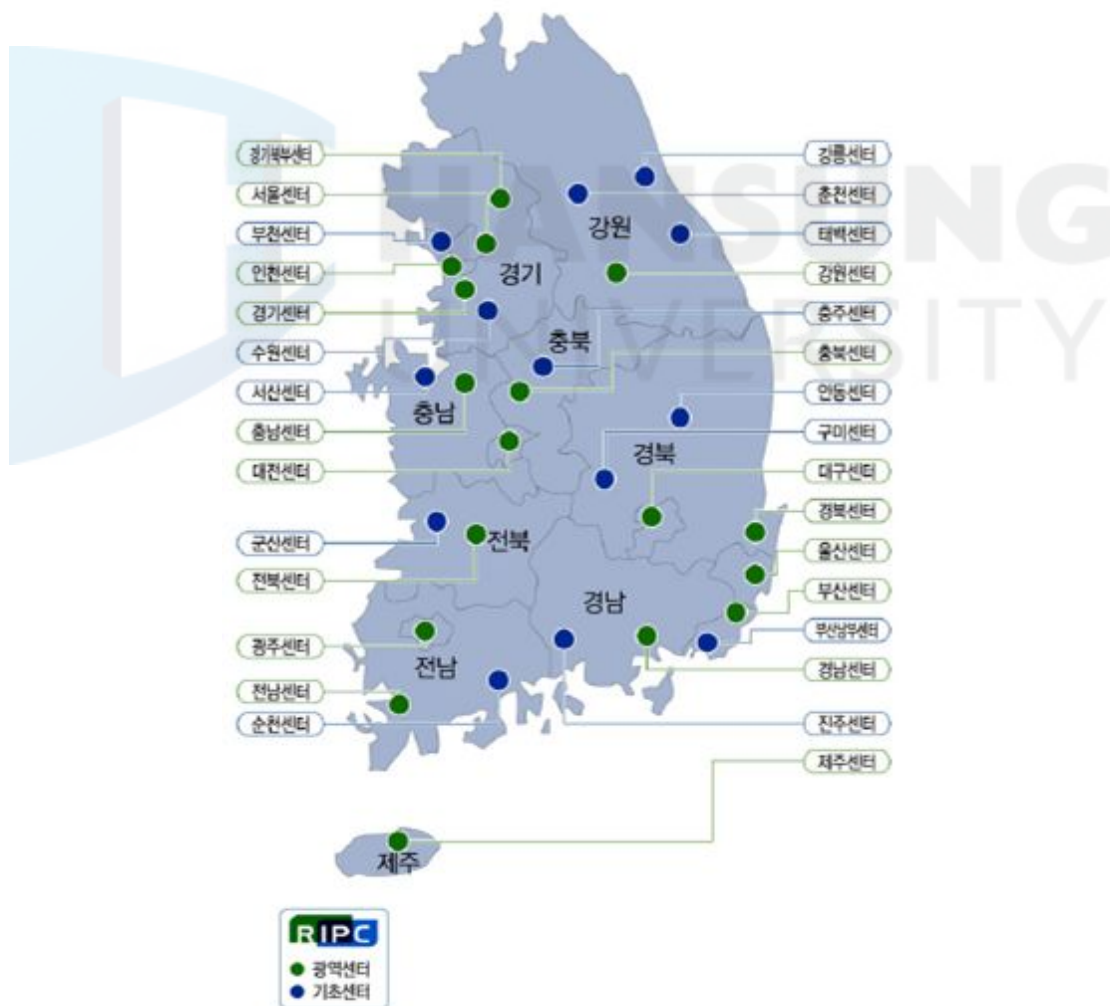 HANSUNG
UNIVERSITY
경기북부센터
서울센터
부천센터
인천센터
경기센터
수원센터
서산센터
충남센터
대전센터
군산센터
전북센터
광주센터
전남센터
순천센터
강원
경기
충북
충남
경북
전북
경남
전남
제주
강릉센터
춘천센터
태백센터
강원센터
충주센터
충북센터
안동센터
구미센터
대구센터
경북센터
울산센터
부산센터
부산남부센터
경남센터
진주센터
제주센터
RIPC
광역센터
기초센터